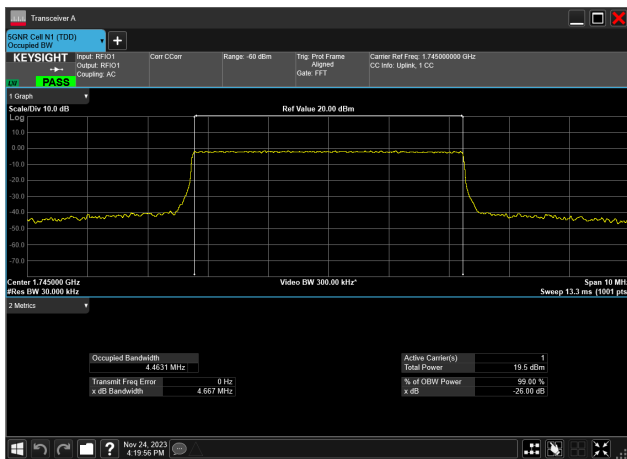 Transceiver A
5GNR Cell N1 (TDD)
Occupied BW
+
KEYSIGHT
LV PASS
Input: RFIO1
Output: RFIO1
Coupling: AC
Corr CCorr
Range: -60 dBm
Trig: Prot Frame
Aligned
Gate: FFT
Carrier Ref Freq: 1.745000000 GHz
CC Info: Uplink, 1 CC
1 Graph
Scale/Div 10.0 dB
Ref Value 20.00 dBm
Log
10.0
0.00
-10.0
-20.0
-30.0
-40.0
-50.0
-60.0
-70.0
Center 1.745000 GHz
Video BW 300.00 kHz*
Span 10 MHz
#Res BW 30.000 kHz
Sweep 13.3 ms (1001 pts
2 Metrics
Occupied Bandwidth
4.4631 MHz
Transmit Freq Error 0 Hz
x dB Bandwidth 4.667 MHz
Active Carrier(s) 1
Total Power 19.5 dBm
% of OBW Power 99.00 %
x dB -26.00 dB
?
Nov 24, 2023
4:19:56 PM